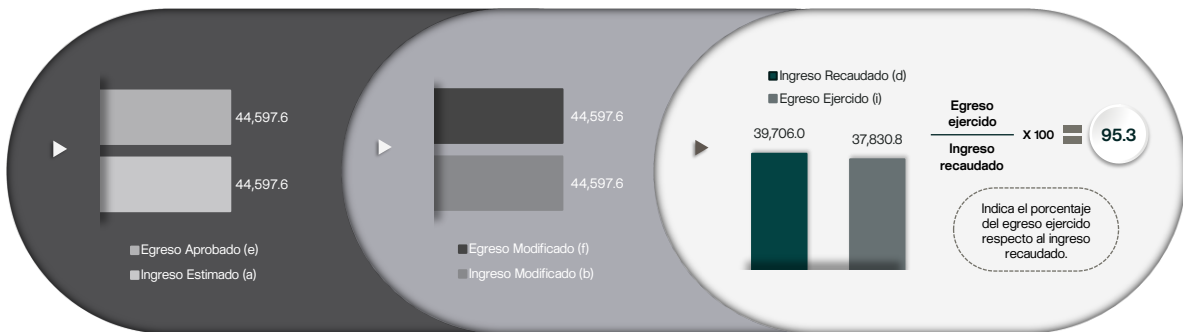 44,597.6
44,597.6
Egreso Aprobado (e)
Ingreso Estimado (a)
44,597.6
44,597.6
Egreso Modificado (f)
Ingreso Modificado (b)
Ingreso Recaudado (d)
Egreso Ejercido (i)
39,706.0
37,830.8
Egreso
ejercido
Ingreso
recaudado
X 100
95.3
Indica el porcentaje
del egreso ejercido
respecto al ingreso
recaudado.